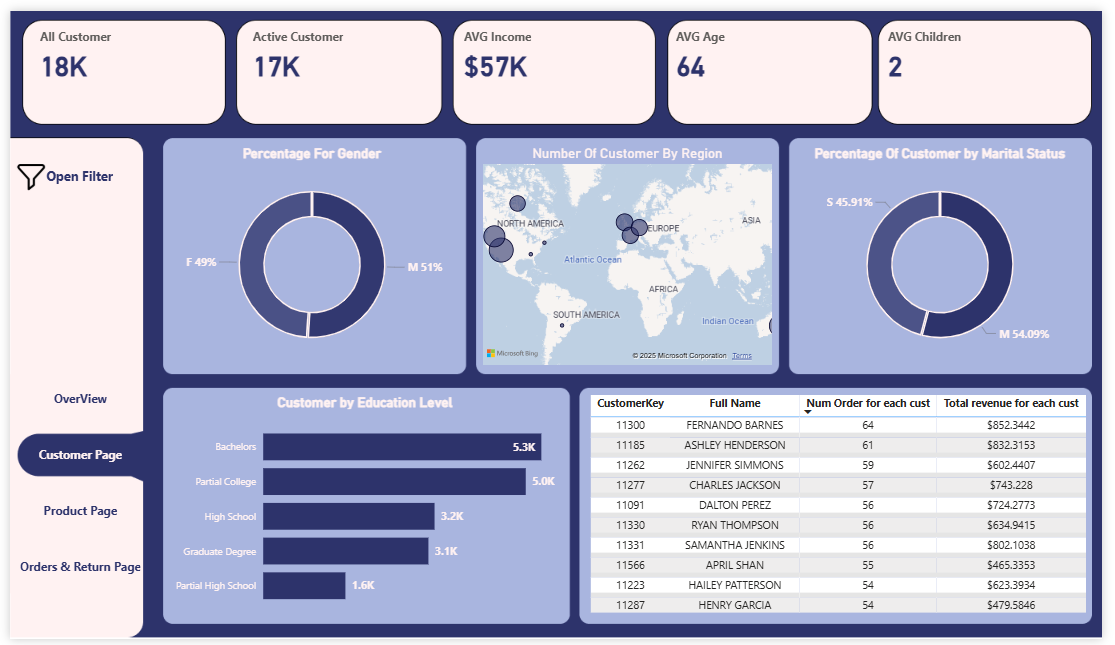 All Customer
18K
Active Customer
17K
AVG Income
$57K
AVG Age
64
AVG Children
2
Open Filter
OverView
Customer Page
Product Page
Orders & Return Page
Percentage For Gender
F 49%
M 51%
Number Of Customer By Region
NORTH AMERICA
EUROPE
ASIA
Atlantic Ocean
AFRICA
SOUTH AMERICA
Indian Ocean
Microsoft Bing
© 2025 Microsoft Corporation Terms
Percentage Of Customer by Marital Status
S 45.91%
M 54.09%
Customer by Education Level
Bachelors 5.3K
Partial College 5.0K
High School 3.2K
Graduate Degree 3.1K
Partial High School 1.6K
CustomerKey Full Name Num Order for each cust Total revenue for each cust
11300 FERNANDO BARNES 64 $852.3442
11185 ASHLEY HENDERSON 61 $832.3153
11262 JENNIFER SIMMONS 59 $602.4407
11277 CHARLES JACKSON 57 $743.228
11091 DALTON PEREZ 56 $724.2773
11330 RYAN THOMPSON 56 $634.9415
11331 SAMANTHA JENKINS 56 $802.1038
11566 APRIL SHAN 55 $465.3353
11223 HAILEY PATTERSON 54 $623.3934
11287 HENRY GARCIA 54 $479.5846